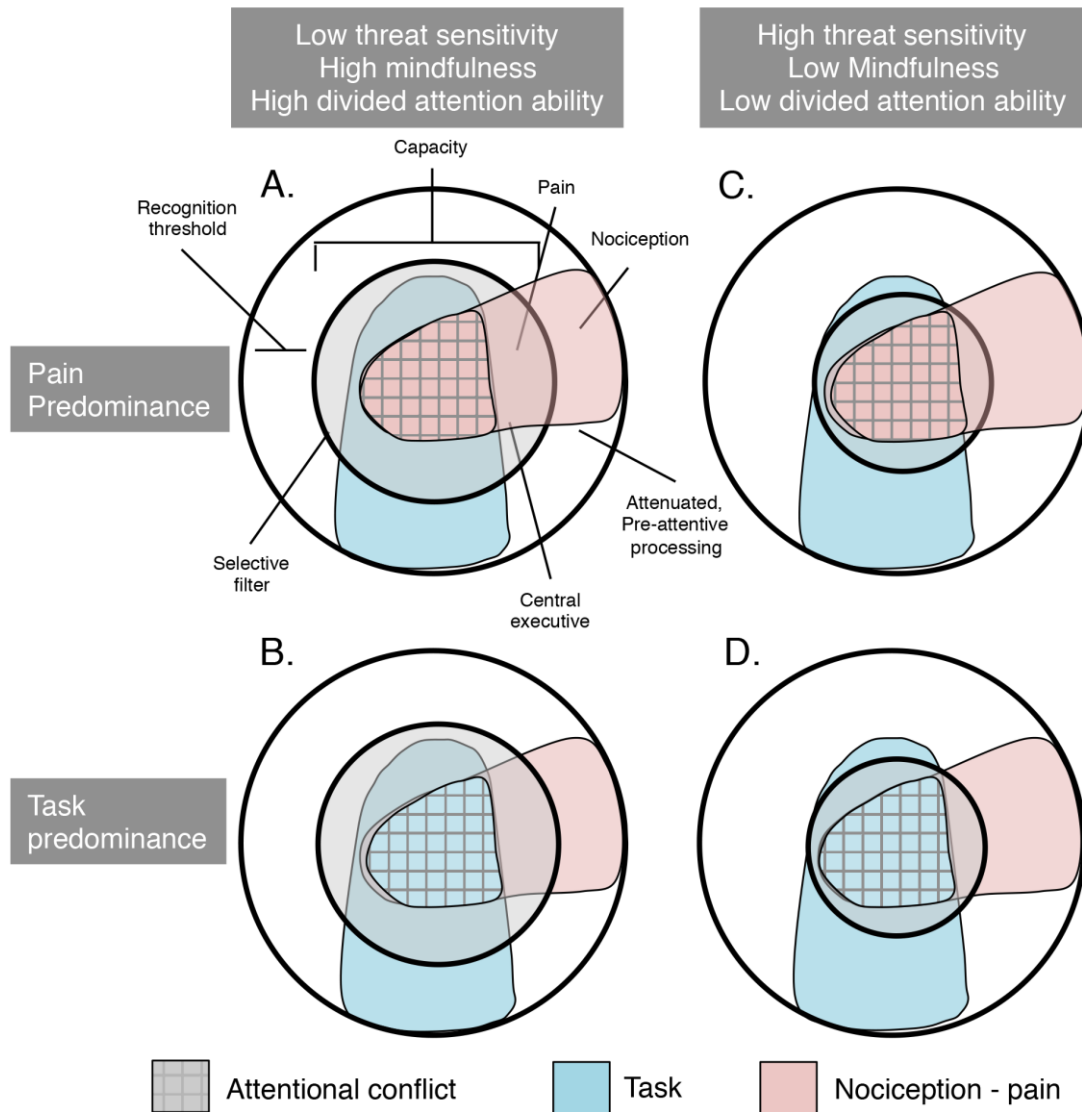 Low threat sensitivity
High mindfulness
High divided attention ability
High threat sensitivity
Low Mindfulness
Low divided attention ability
Capacity
A.
C.
Pain
Recognition
threshold
Nociception
Pain
Predominance
Attenuated,
Pre-attentive
processing
Selective
filter
Central
executive
B.
D.
Task
predominance
Attentional conflict
Task
Nociception - pain